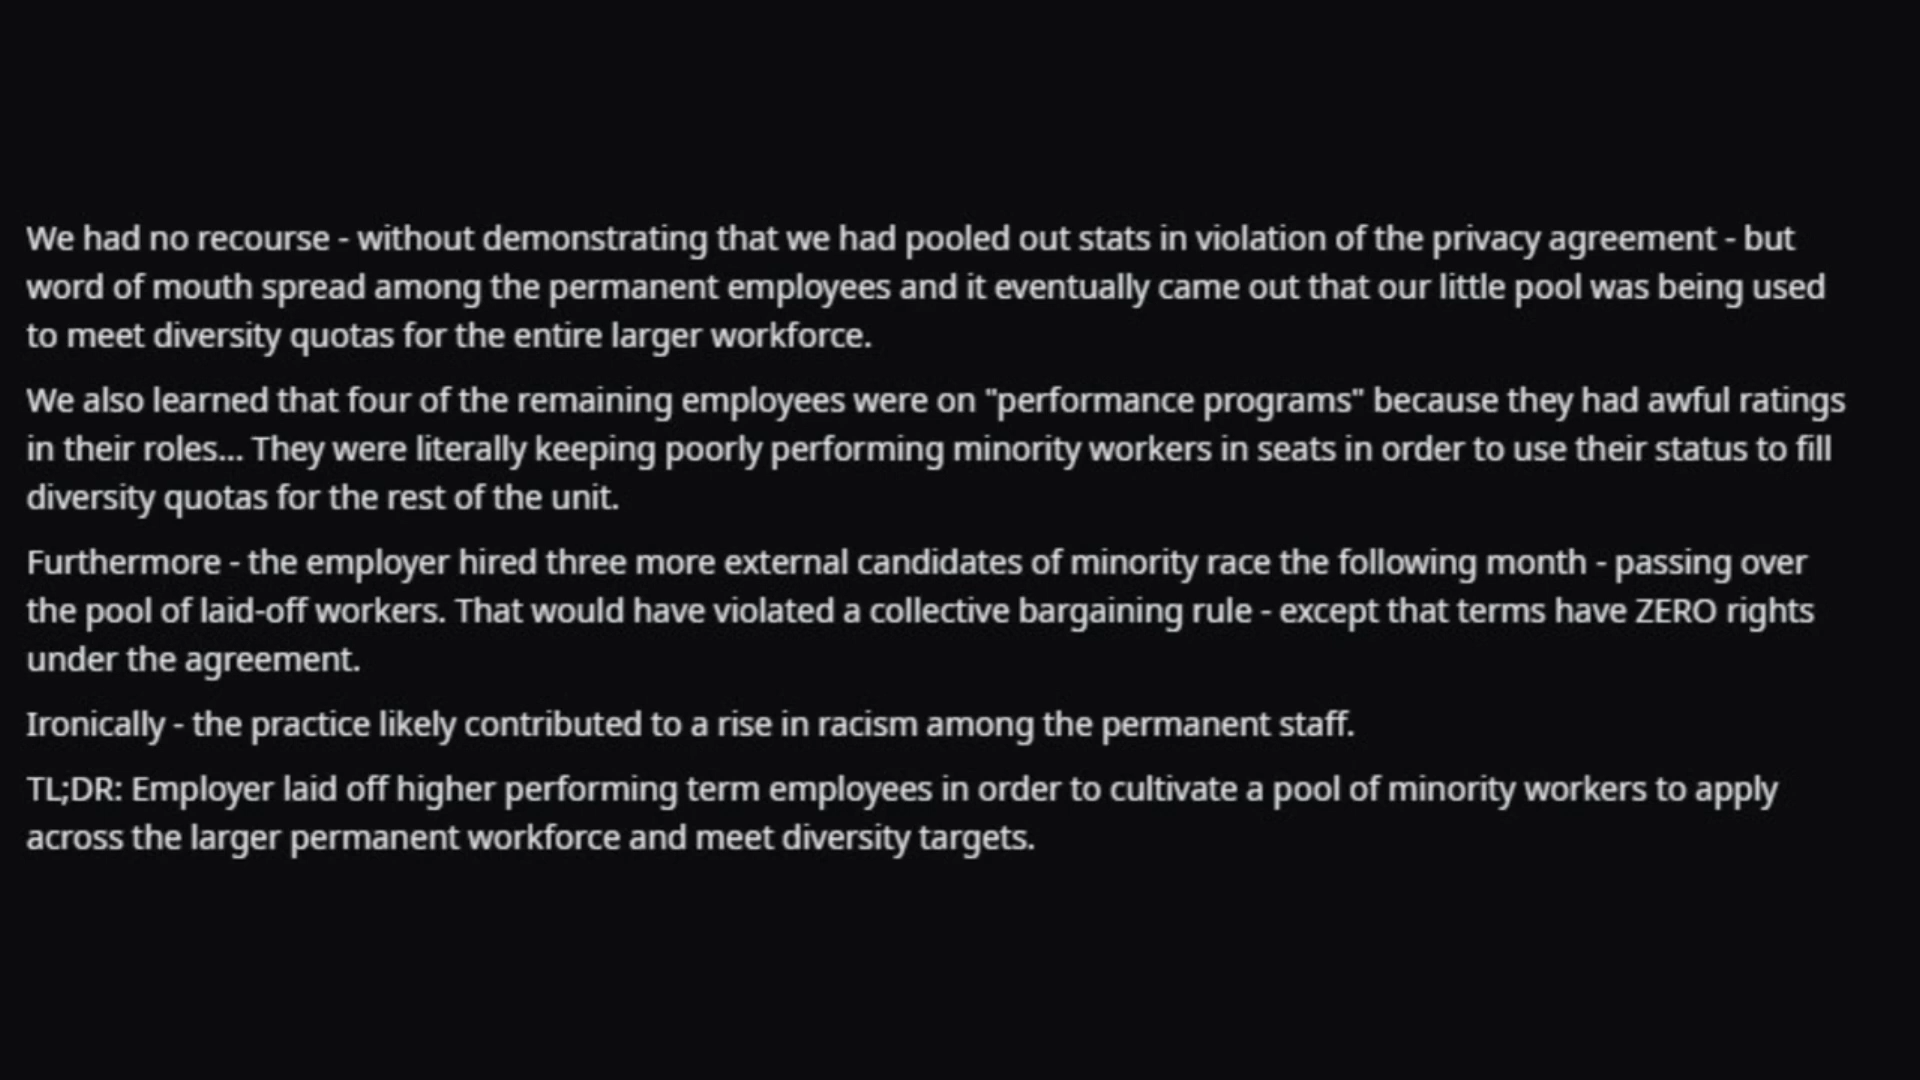 We had no recourse - without demonstrating that we had pooled out stats in violation of the privacy agreement - but
word of mouth spread among the permanent employees and it eventually came out that our little pool was being used
to meet diversity quotas for the entire larger workforce.
We also learned that four of the remaining employees were on "performance programs" because they had awful ratings
in their roles... They were literally keeping poorly performing minority workers in seats in order to use their status to fill
diversity quotas for the rest of the unit.
Furthermore - the employer hired three more external candidates of minority race the following month - passing over
the pool of laid-off workers. That would have violated a collective bargaining rule - except that terms have ZERO rights
under the agreement.
Ironically - the practice likely contributed to a rise in racism among the permanent staff.
TL;DR: Employer laid off higher performing term employees in order to cultivate a pool of minority workers to apply
across the larger permanent workforce and meet diversity targets.